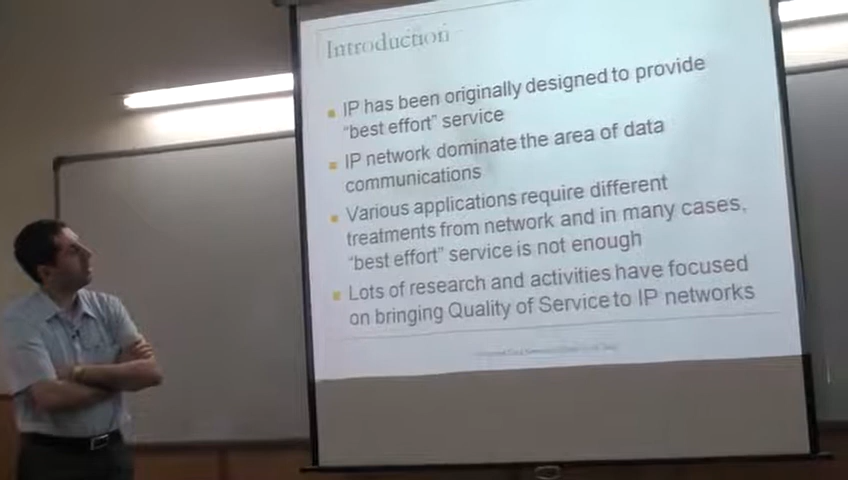 Introduction
IP has been originally designed to provide
"best effort" service
IP network dominate the area of data
communications
Various applications require different
treatments from network and in many cases,
"best effort" service is not enough
Lots of research and activities have focused
on bringing Quality of Service to IP networks